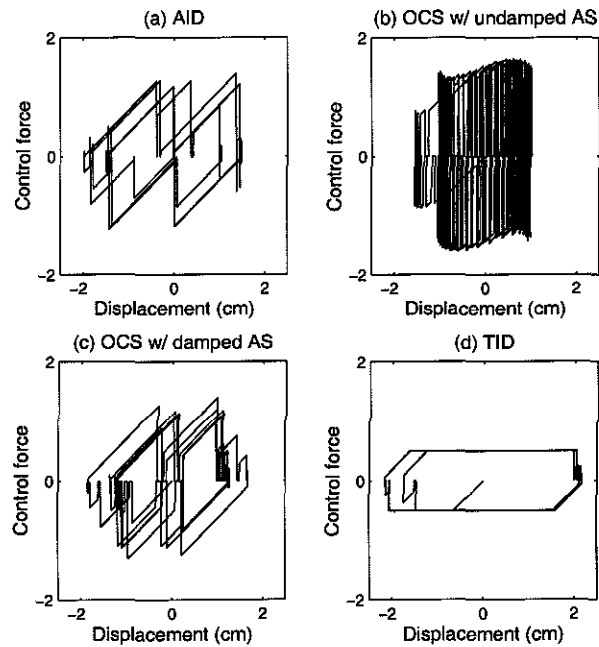 (a) AID
2
0
-2
Control force
-2 0 2
Displacement (cm)
(b) OCS w/ undamped AS
2
0
-2
Control force
-2 0 2
Displacement (cm)
(c) OCS w/ damped AS
2
0
-2
Control force
-2 0 2
Displacement (cm)
(d) TID
2
0
-2
Control force
-2 0 2
Displacement (cm)